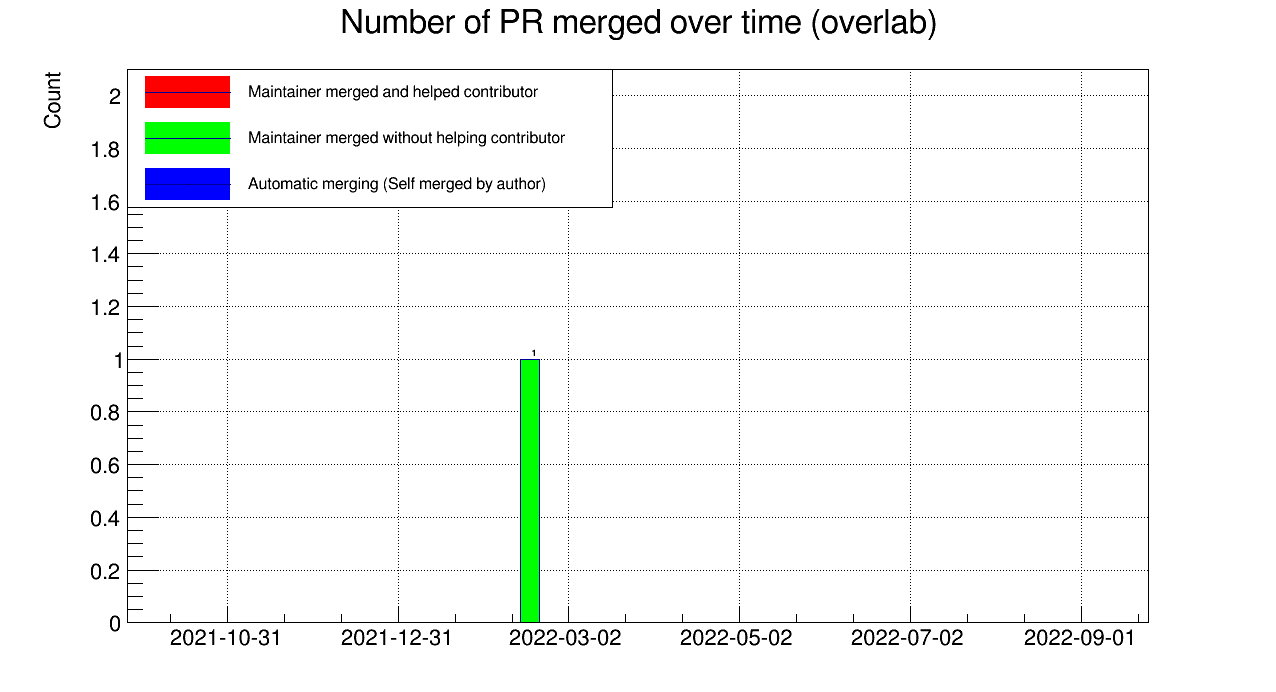 Number of PR merged over time (overlab)
Count
Maintainer merged and helped contributor
Maintainer merged without helping contributor
Automatic merging (Self merged by author)
2
1.8
1.6
1.4
1.2
1
0.8
0.6
0.4
0.2
0
1
2021-10-31 2021-12-31 2022-03-02 2022-05-02 2022-07-02 2022-09-01